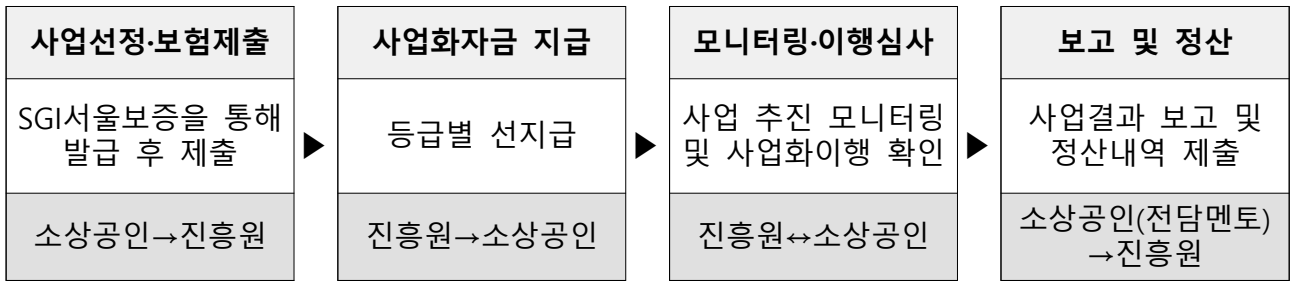 사업선정·보험제출
SGI서울보증을 통해
발급 후 제출
소상공인→진흥원
▶
사업화자금 지급
등급별 선지급
진흥원→소상공인
▶
모니터링·이행심사
사업 추진 모니터링
및 사업화이행 확인
진흥원↔소상공인
▶
보고 및 정산
사업결과 보고 및
정산내역 제출
소상공인(전담멘토)
→진흥원